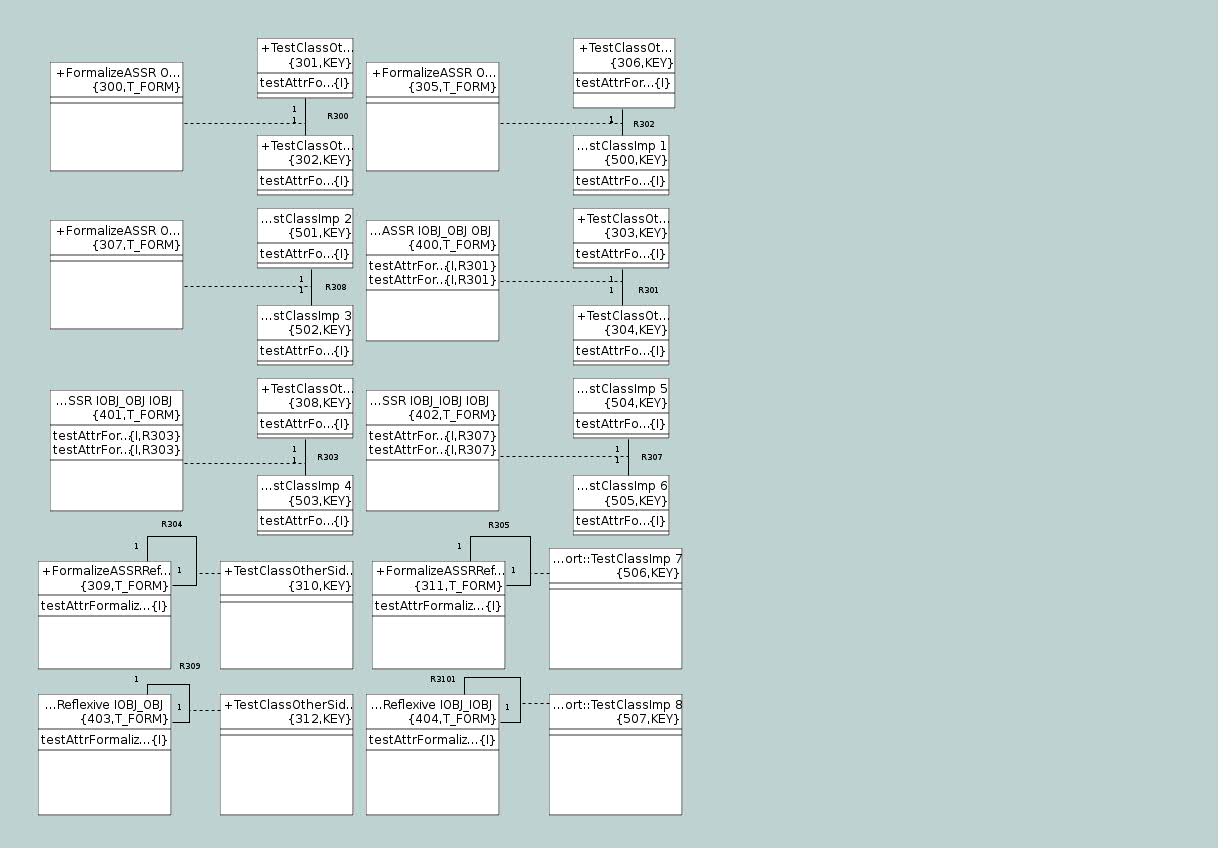 +FormalizeASSR O...
{300,T_FORM}
+TestClassOt...
{301,KEY}
testAttrFo...{I}
1
1
R300
+TestClassOt...
{302,KEY}
testAttrFo...{I}
+FormalizeASSR O...
{305,T_FORM}
+TestClassOt...
{306,KEY}
testAttrFo...{I}
1
R302
...stClassImp 1
{500,KEY}
testAttrFo...{I}
+FormalizeASSR O...
{307,T_FORM}
...stClassImp 2
{501,KEY}
testAttrFo...{I}
1
1
R308
...stClassImp 3
{502,KEY}
testAttrFo...{I}
...ASSR IOBJ_OBJ OBJ
{400,T_FORM}
testAttrFor...{I,R301}
testAttrFor...{I,R301}
+TestClassOt...
{303,KEY}
testAttrFo...{I}
1
1
R301
+TestClassOt...
{304,KEY}
testAttrFo...{I}
...SSR IOBJ_OBJ IOBJ
{401,T_FORM}
testAttrFor...{I,R303}
testAttrFor...{I,R303}
+TestClassOt...
{308,KEY}
testAttrFo...{I}
1
1
R303
...stClassImp 4
{503,KEY}
testAttrFo...{I}
...SSR IOBJ_IOBJ IOBJ
{402,T_FORM}
testAttrFor...{I,R307}
testAttrFor...{I,R307}
...stClassImp 5
{504,KEY}
testAttrFo...{I}
1
1
R307
...stClassImp 6
{505,KEY}
testAttrFo...{I}
R304
1
1
+FormalizeASSRRef...
{309,T_FORM}
testAttrFormaliz...{I}
+TestClassOtherSid...
{310,KEY}
R305
1
1
+FormalizeASSRRef...
{311,T_FORM}
testAttrFormaliz...{I}
...ort::TestClassImp 7
{506,KEY}
R309
1
1
...Reflexive IOBJ_OBJ
{403,T_FORM}
testAttrFormaliz...{I}
+TestClassOtherSid...
{312,KEY}
R3101
1
...Reflexive IOBJ_IOBJ
{404,T_FORM}
testAttrFormaliz...{I}
...ort::TestClassImp 8
{507,KEY}